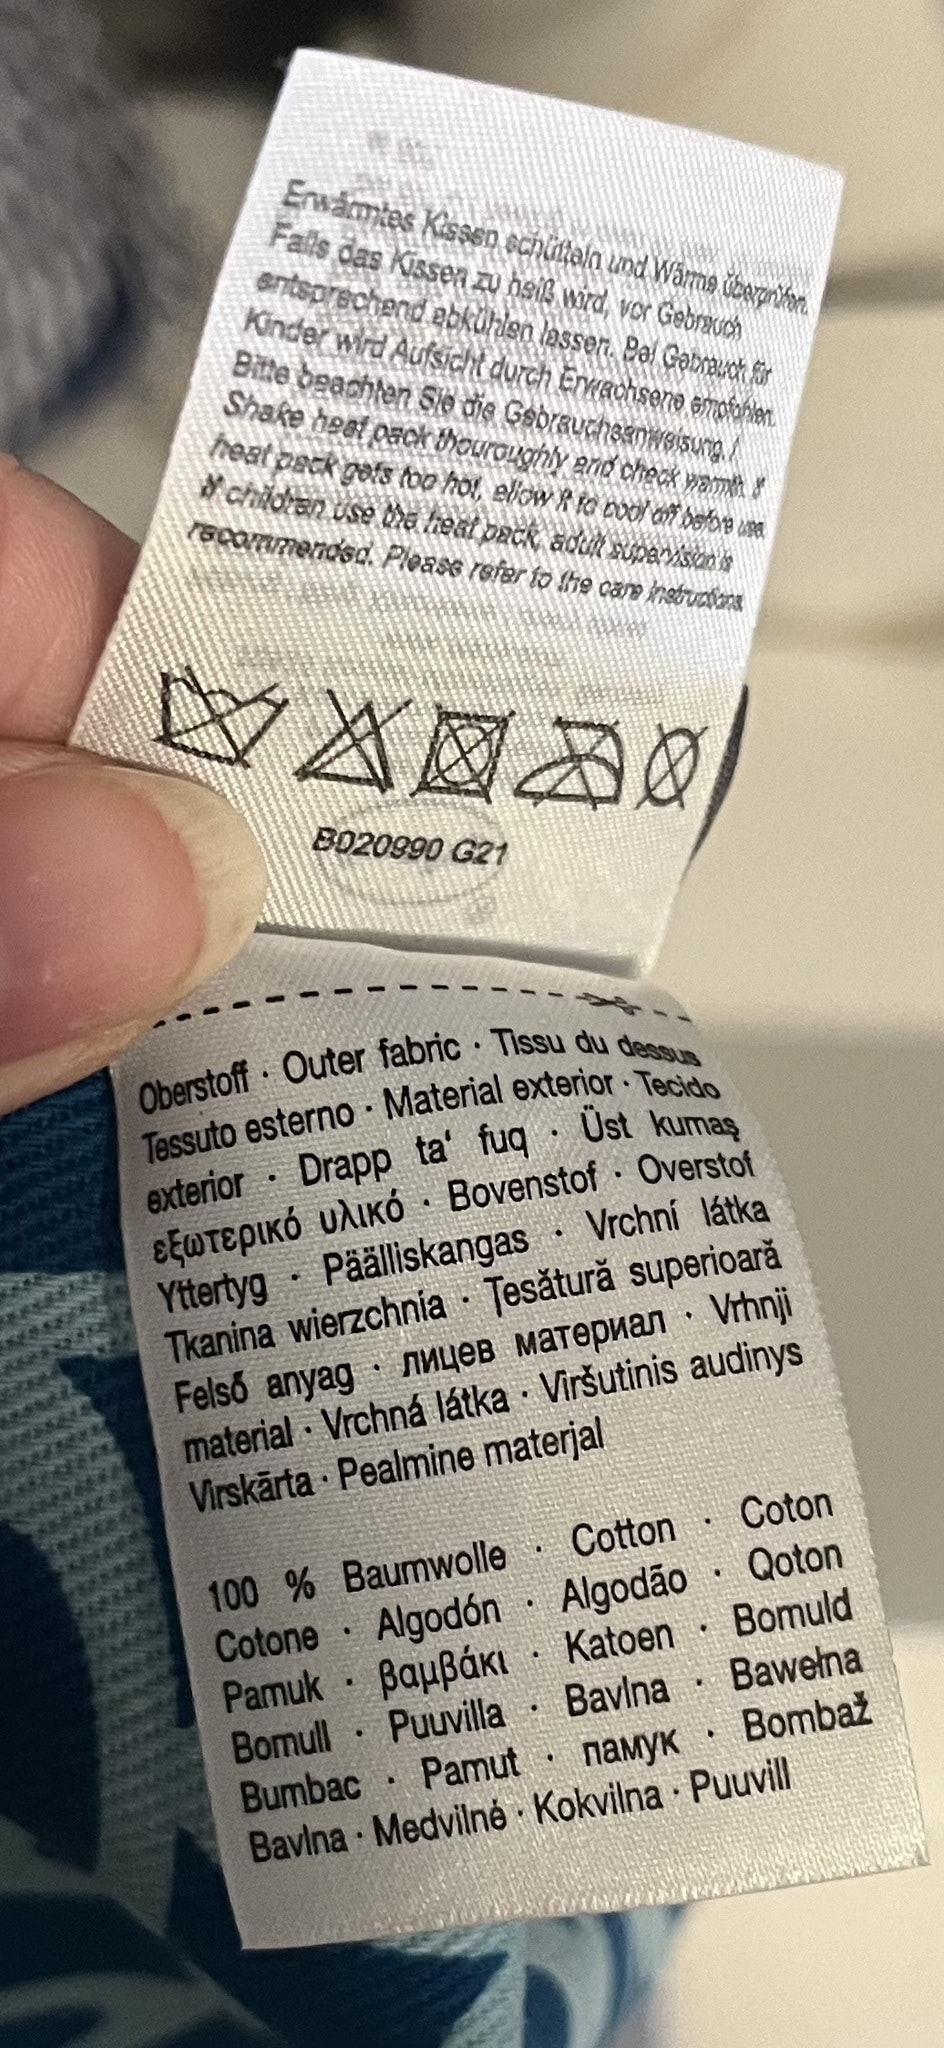 Erwärmtes Kissen schütteln und Wärme überprüfen.
Falls das Kissen zu heiß wird, vor Gebrauch
entsprechend abkühlen lassen. Bei Gebrauch für
Kinder wird Aufsicht durch Erwachsene empfohlen.
Bitte beachten Sie die Gebrauchsanweisung. /
Shake heat pack thouroughly and check warmth. If
heat pack gets too hot, allow it to cool off before use.
If children use the heat pack, adult supervision is
recommended. Please refer to the care instructions.
B020990 G21
Oberstoff · Outer fabric · Tissu du dessus
Tessuto esterno · Material exterior · Tecido
exterior · Drapp ta' fuq · Üst kumaş
εξωτερικό υλικό · Bovenstof · Overstof
Yttertyg · Päälliskangas · Vrchní látka
Tkanina wierzchnia · Țesătură superioară
Felső anyag · лицев материал · Vrhnji
material · Vrchná látka · Viršutinis audinys
Virskārta · Pealmine materjal
100 % Baumwolle · Cotton · Coton
Cotone · Algodón · Algodão · Qoton
Pamuk · βαμβάκι · Katoen · Bomuld
Bomull · Puuvilla · Bavlna · Bawełna
Bumbac · Pamut · памук · Bombaž
Bavlna · Medvilnė · Kokvilna · Puuvill